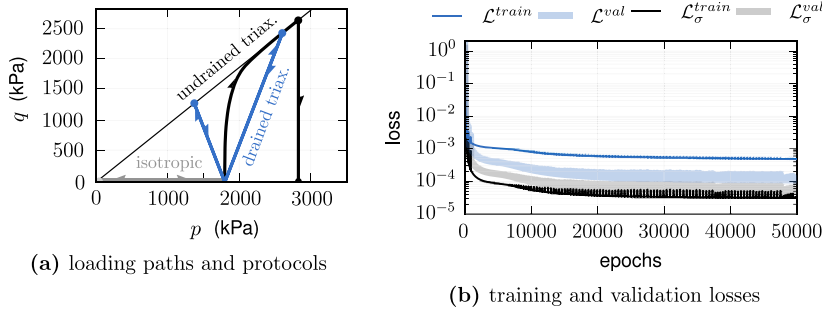 2500
2000
1500
1000
500
0
q (kPa)
undrained triax.
drained triax.
isotropic
0 1000 2000 3000
p (kPa)
(a) loading paths and protocols
ℒ^train ℒ^val ℒ_σ^train ℒ_σ^val
10^0
10^−1
10^−2
10^−3
10^−4
10^−5
loss
0 10000 20000 30000 40000 50000
epochs
(b) training and validation losses